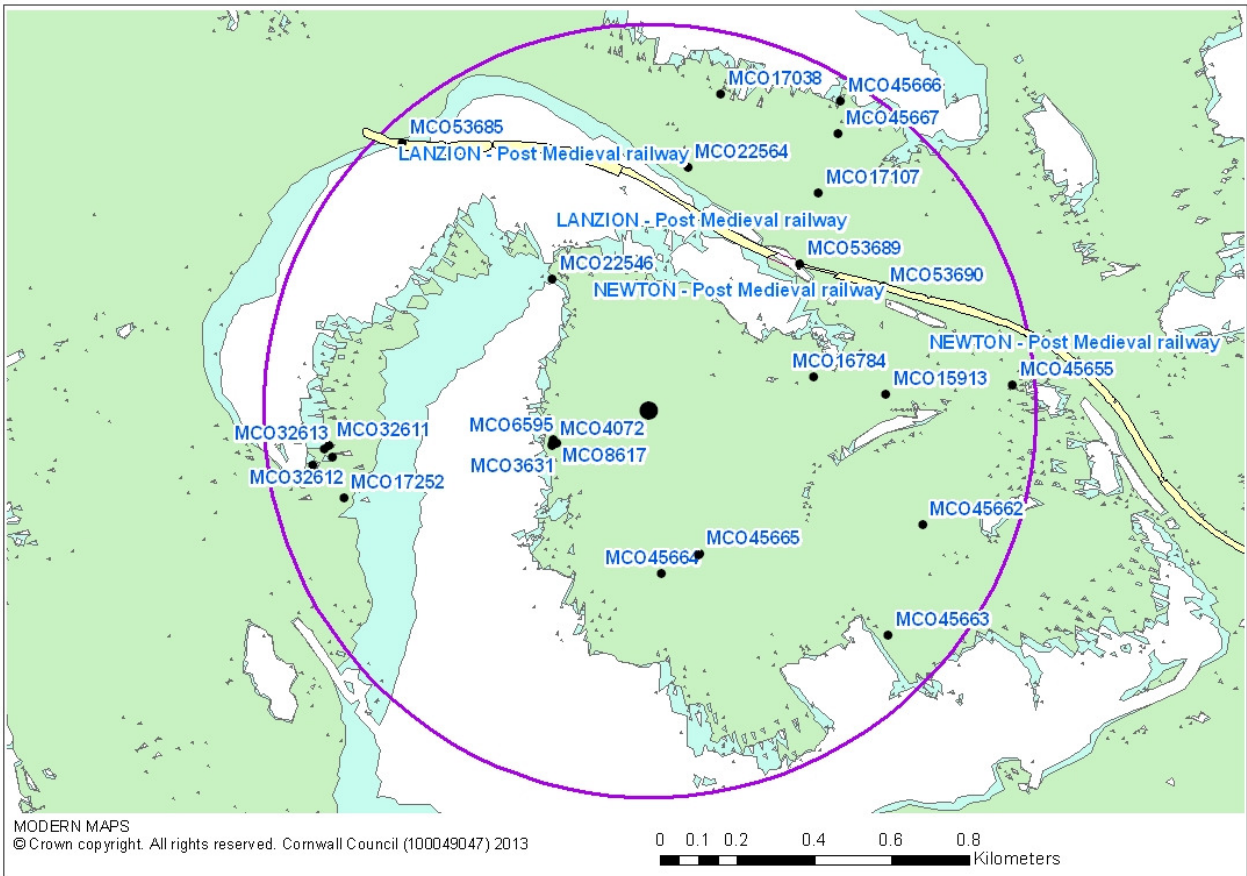 MCO17038
MCO45666
MCO53685
MCO45667
LANZION - Post Medieval railway
MCO22564
MCO17107
LANZION - Post Medieval railway
MCO53689
MCO22546
MCO53690
NEWTON - Post Medieval railway
NEWTON - Post Medieval railway
MCO16784
MCO45655
MCO15913
MCO32613
MCO32611
MCO6595
MCO4072
MCO3631
MCO8617
MCO32612
MCO17252
MCO45662
MCO45665
MCO45664
MCO45663
MODERN MAPS
© Crown copyright. All rights reserved. Cornwall Council (100049047) 2013
0 0.1 0.2 0.4 0.6 0.8
Kilometers